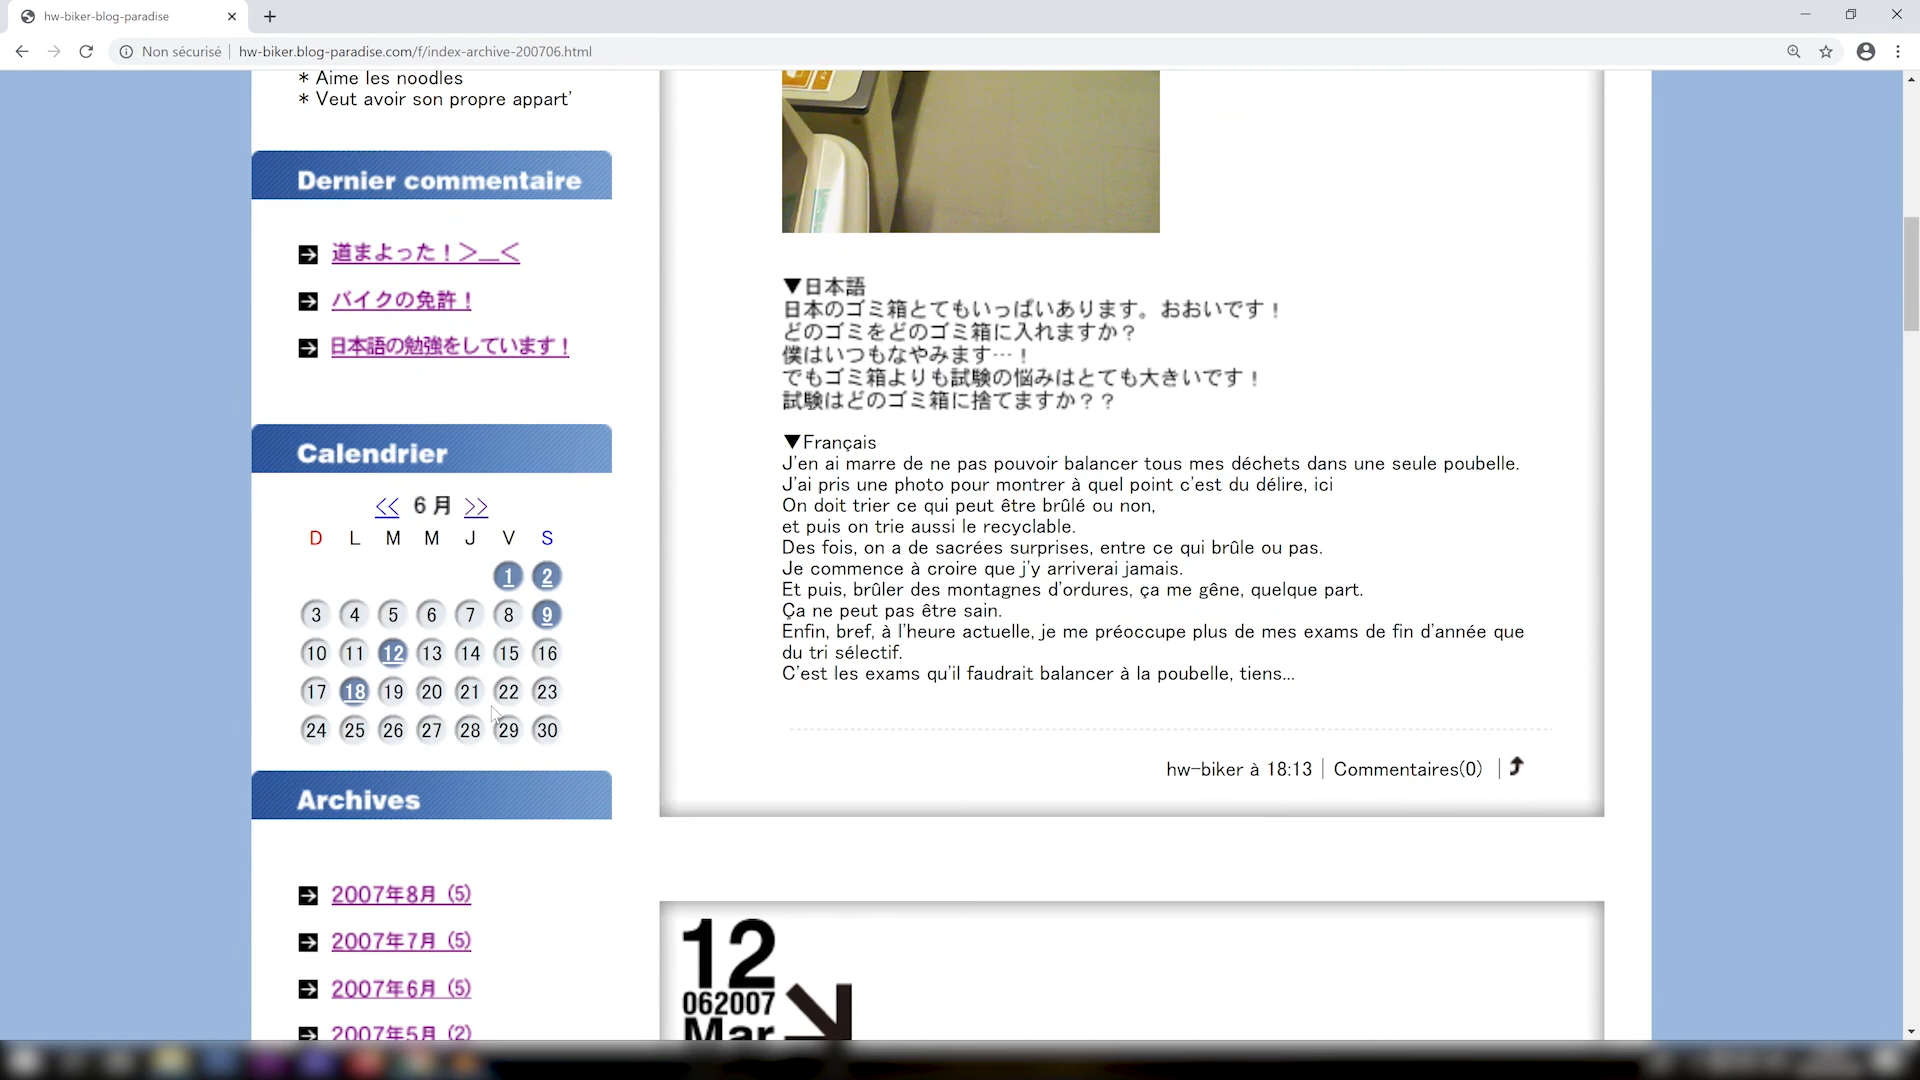 hw-biker-blog-paradise
Non sécurisé
hw-biker.blog-paradise.com/f/index-archive-200706.html
* Aime les noodles
* Veut avoir son propre appart'
Dernier commentaire
道まよった！＞＿＜
バイクの免許！
日本語の勉強をしています！
Calendrier
<< 6月 >>
D L M M J V S
1 2
3 4 5 6 7 8 9
10 11 12 13 14 15 16
17 18 19 20 21 22 23
24 25 26 27 28 29 30
Archives
2007年8月 (5)
2007年7月 (5)
2007年6月 (5)
2007年5月 (2)
▼日本語
日本のゴミ箱とてもいっぱいあります。おおいです！
どのゴミをどのゴミ箱に入れますか？
僕はいつもなやみます…！
でもゴミ箱よりも試験の悩みはとても大きいです！
試験はどのゴミ箱に捨てますか？？
▼Français
J'en ai marre de ne pas pouvoir balancer tous mes déchets dans une seule poubelle.
J'ai pris une photo pour montrer à quel point c'est du délire, ici
On doit trier ce qui peut être brûlé ou non,
et puis on trie aussi le recyclable.
Des fois, on a de sacrées surprises, entre ce qui brûle ou pas.
Je commence à croire que j'y arriverai jamais.
Et puis, brûler des montagnes d'ordures, ça me gêne, quelque part.
Ça ne peut pas être sain.
Enfin, bref, à l'heure actuelle, je me préoccupe plus de mes exams de fin d'année que
du tri sélectif.
C'est les exams qu'il faudrait balancer à la poubelle, tiens...
hw-biker à 18:13 | Commentaires(0) |
12
062007
Mar